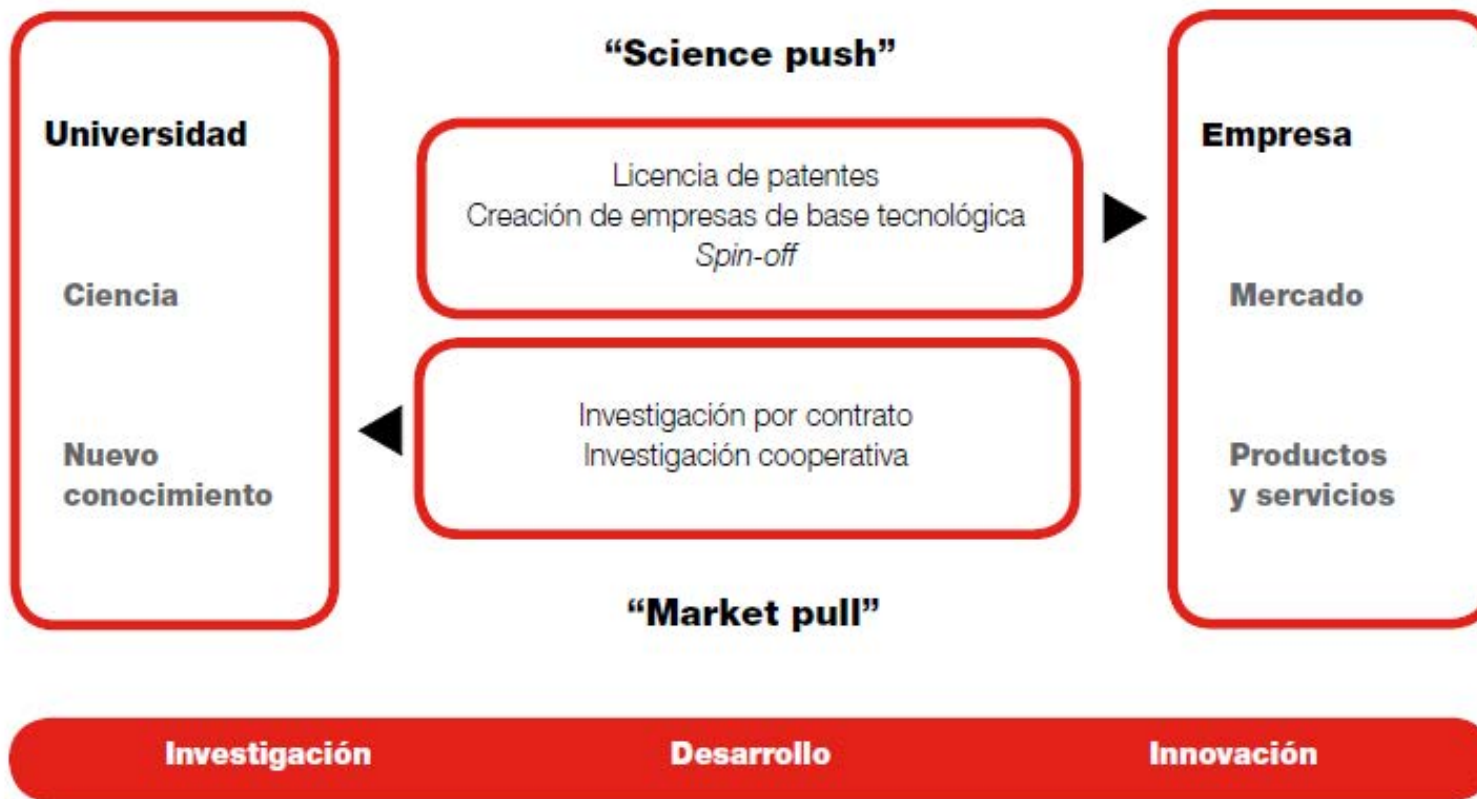 “Science push”
Universidad
Ciencia
Nuevo
conocimiento
Licencia de patentes
Creación de empresas de base tecnológica
Spin-off
Investigación por contrato
Investigación cooperativa
Empresa
Mercado
Productos
y servicios
“Market pull”
Investigación
Desarrollo
Innovación